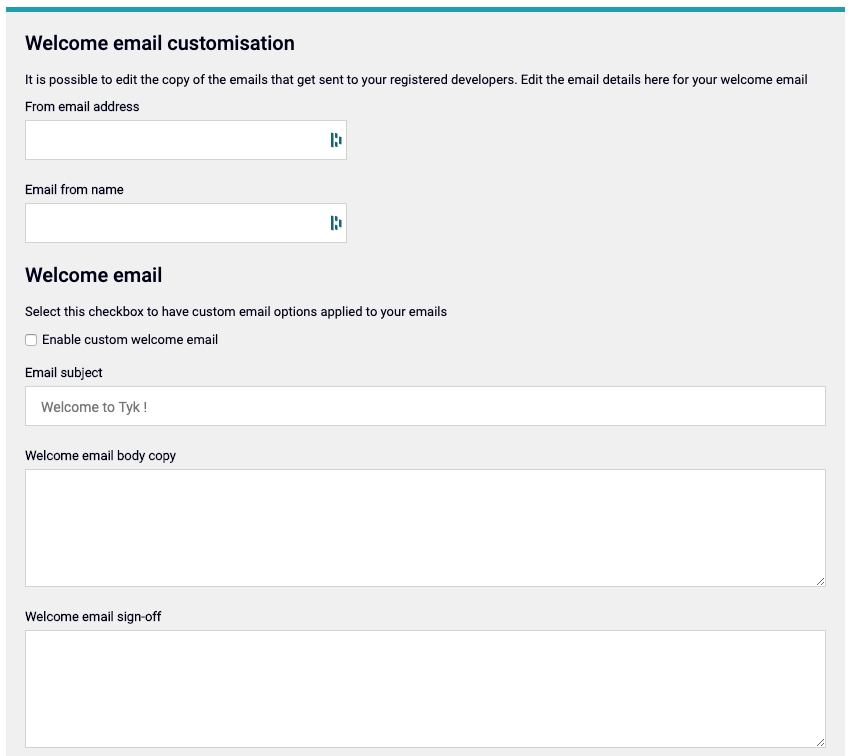 Welcome email customisation
It is possible to edit the copy of the emails that get sent to your registered developers. Edit the email details here for your welcome email
From email address
Email from name
Welcome email
Select this checkbox to have custom email options applied to your emails
Enable custom welcome email
Email subject
Welcome to Tyk !
Welcome email body copy
Welcome email sign-off